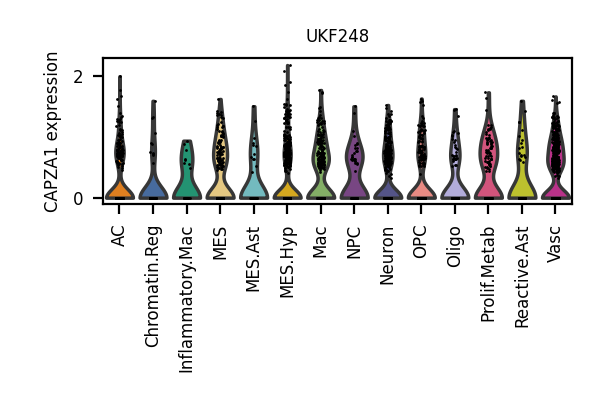 UKF248
CAPZA1 expression
2
0
AC
Chromatin.Reg
Inflammatory.Mac
MES
MES.Ast
MES.Hyp
Mac
NPC
Neuron
OPC
Oligo
Prolif.Metab
Reactive.Ast
Vasc